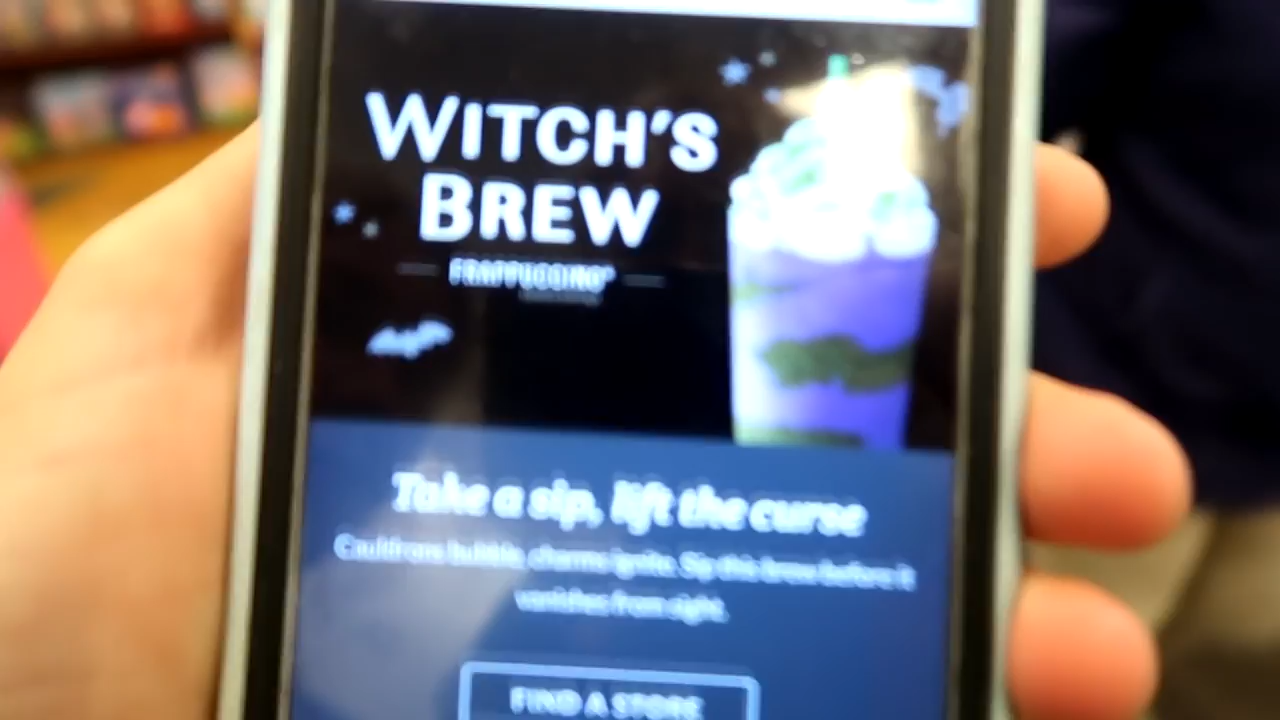 WITCH'S
BREW
FRAPPUCCINO®
Take a sip, lift the curse
Cauldrons bubble, charms ignite. Sip this brew before it
vanishes from sight.
FIND A STORE